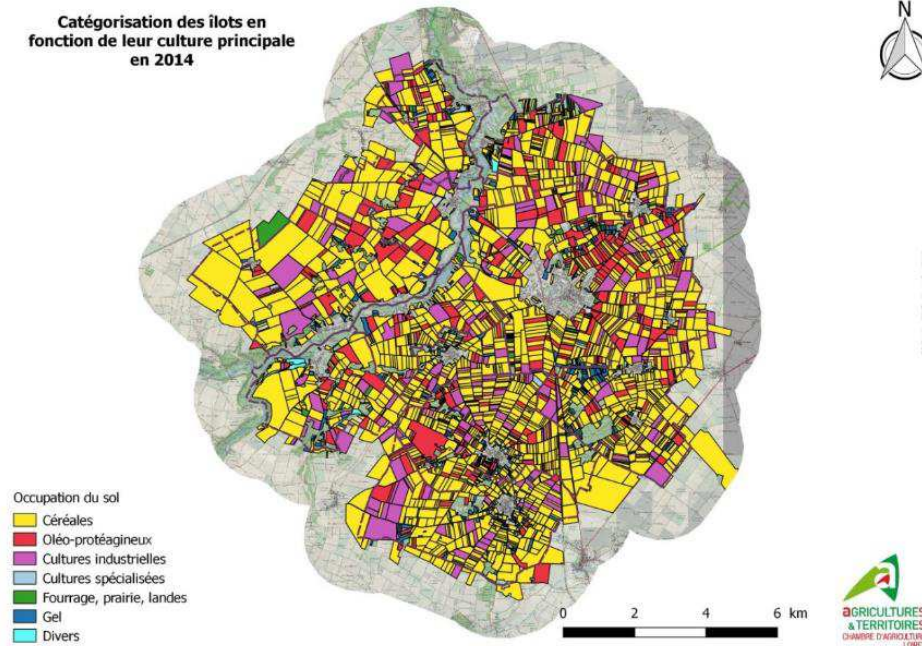 Catégorisation des îlots en
fonction de leur culture principale
en 2014
N
Occupation du sol
Céréales
Oléo-protéagineux
Cultures industrielles
Cultures spécialisées
Fourrage, prairie, landes
Gel
Divers
0 2 4 6 km
AGRICULTURES
& TERRITOIRES
CHAMBRE D'AGRICULTURE